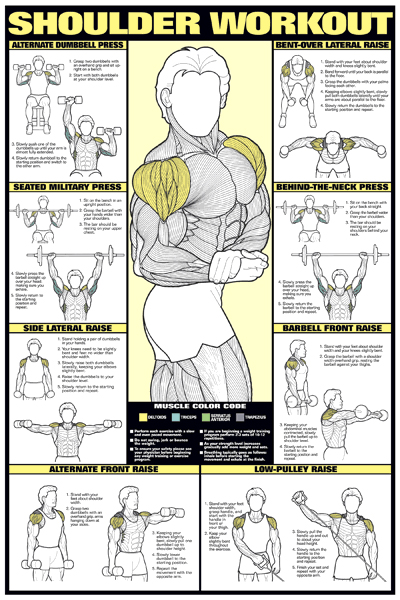 SHOULDER WORKOUT
ALTERNATE DUMBBELL PRESS
1. Grasp two dumbbells with
an overhand grip and sit up
right on a bench.
2. Start with both dumbbells
at your shoulder level.
3. Slowly push one of the
dumbbells up until your arm is
almost fully extended.
4. Slowly return dumbbell to the
starting position and switch to
the other arm.
BENT-OVER LATERAL RAISE
1. Stand with your feet about shoulder
width and knees slightly bent.
2. Bend forward until your back is parallel
to the floor.
3. Grasp the dumbbells with your palms
facing each other.
4. Keeping elbows slightly bent, slowly
pull both dumbbells laterally until your
arms are about parallel to the floor.
5. Slowly return the dumbbells to the
starting position and repeat.
SEATED MILITARY PRESS
1. Sit on the bench in an
upright position.
2. Grasp the barbell with
your hands wider than
your shoulders.
3. The bar should be
resting on your upper
chest.
4. Slowly press the
barbell straight up
over your head,
making sure you
exhale.
5. Slowly return to
the starting
position and
repeat.
BEHIND-THE-NECK PRESS
1. Sit on the bench with
your back straight.
2. Grasp the barbell wider
than your shoulders.
3. The bar should be
resting on your shoulders
behind your neck.
4. Slowly press the
barbell straight up
over your head,
making sure you
exhale.
5. Slowly return the
barbell to the
starting position
and repeat.
SIDE LATERAL RAISE
1. Stand holding a pair of dumbbells
in your hands.
2. Your knees need to be slightly
bent and feet no wider than
shoulder width.
3. Slowly raise both dumbbells
laterally, keeping your elbows
slightly bent.
4. Raise the dumbbells to your
shoulder level.
5. Slowly return to the starting
position and repeat.
BARBELL FRONT RAISE
1. Stand with your feet about shoulder width
and your knees slightly bent.
2. Grasp the barbell with a shoulder width
overhand grip, resting the
barbell against your thighs.
3. Keeping your
abdominal muscles
contracted, slowly
pull the barbell up to
shoulder level.
4. Slowly return the
barbell to the starting
position and repeat.
MUSCLE COLOR CODE
DELTOIDS
TRICEPS
SERRATUS
ANTERIOR
TRAPEZIUS
Perform each exercise with a slow
and even paced movement.
Do not swing, jerk or bounce
the weight.
To ensure your safety please see
your physician before beginning
any weight training or exercise
program.
If you are beginning a weight training
program perform 2-3 sets of 10-12
repetitions.
As your strength level increases
gradually add more weight and sets.
Breathing typically goes as follows:
inhale before starting the
movement and exhale at the finish.
ALTERNATE FRONT RAISE
1. Stand with your
feet about shoulder
width.
2. Grasp two
dumbbells with an
overhand grip, arms
hanging down at
your sides.
3. Keeping your
elbows slightly
bent, slowly pull one
dumbbell up to
shoulder height.
4. Slowly lower
dumbbell to the
starting position.
5. Repeat the
movement with the
opposite arm.
LOW-PULLEY RAISE
1. Stand with your feet
shoulder width,
grasp handle, and
start with the
handle in front of
your thigh.
2. Keep your
elbow slightly
bent throughout
the exercise.
3. Slowly pull the
handle up and out
to about your
head height.
4. Slowly return the
handle to the starting
position and repeat.
5. Finish your set and
repeat with your
opposite arm.